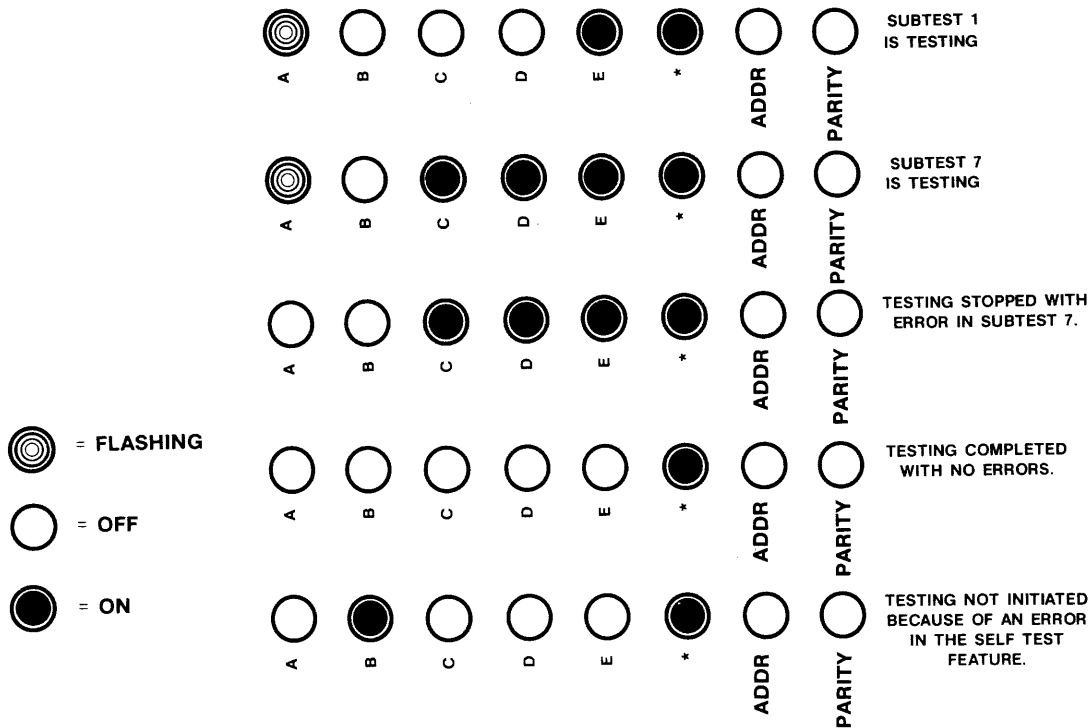 SUBTEST 1
IS TESTING
A B C D E * ADDR PARITY
SUBTEST 7
IS TESTING
A B C D E * ADDR PARITY
TESTING STOPPED WITH
ERROR IN SUBTEST 7.
A B C D E * ADDR PARITY
= FLASHING
TESTING COMPLETED
WITH NO ERRORS.
A B C D E * ADDR PARITY
= OFF
= ON
TESTING NOT INITIATED
BECAUSE OF AN ERROR
IN THE SELF TEST
FEATURE.
A B C D E * ADDR PARITY